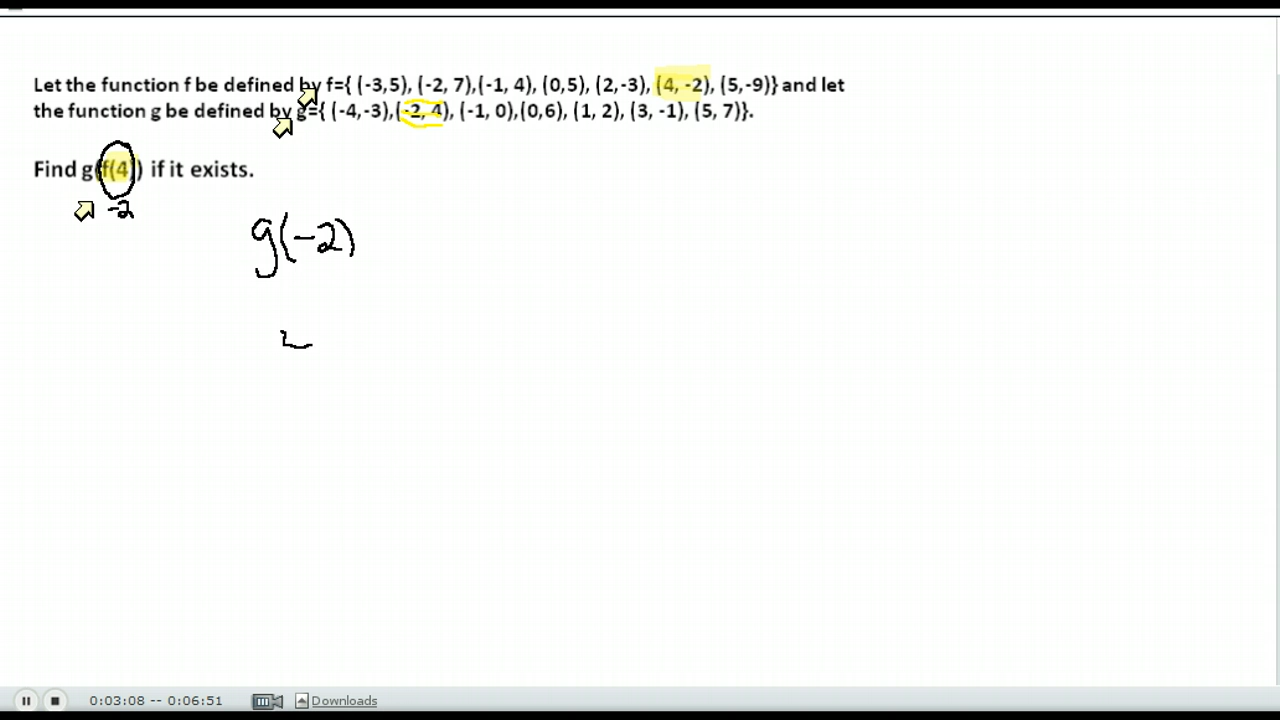 Let the function f be defined by f={ (-3,5), (-2, 7),(-1, 4), (0,5), (2,-3), (4, -2), (5,-9)} and let
the function g be defined by g={ (-4,-3),(-2, 4), (-1, 0),(0,6), (1, 2), (3, -1), (5, 7)}.
Find g(f(4)) if it exists.
-2
g(-2)
0:03:08 -- 0:06:51 Downloads